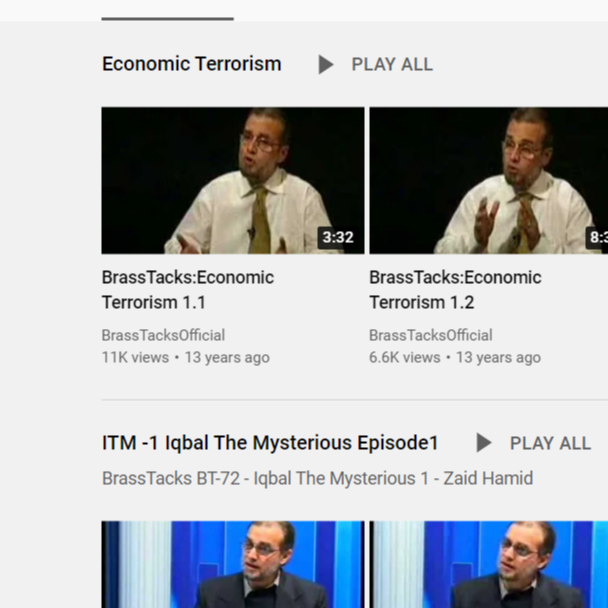 Economic Terrorism PLAY ALL
3:32
BrassTacks:Economic
Terrorism 1.1
BrassTacksOfficial
11K views • 13 years ago
BrassTacks:Economic
Terrorism 1.2
BrassTacksOfficial
6.6K views • 13 years ago
ITM -1 Iqbal The Mysterious Episode1 PLAY ALL
BrassTacks BT-72 - Iqbal The Mysterious 1 - Zaid Hamid